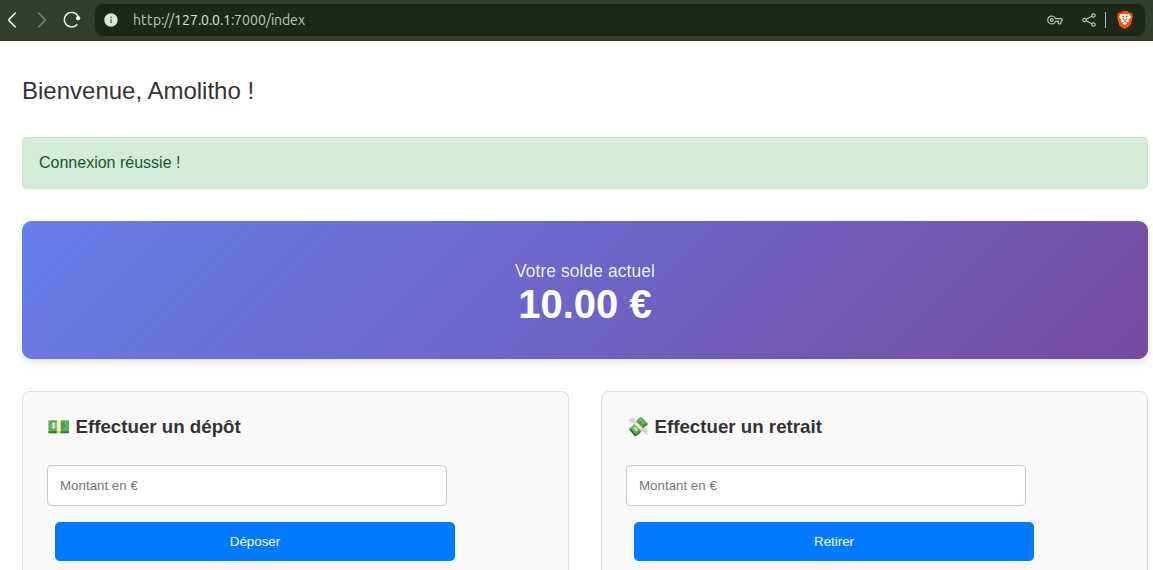 http://127.0.0.1:7000/index
Bienvenue, Amolitho !
Connexion réussie !
Votre solde actuel
10.00 €
💵 Effectuer un dépôt
Montant en €
Déposer
💸 Effectuer un retrait
Montant en €
Retirer